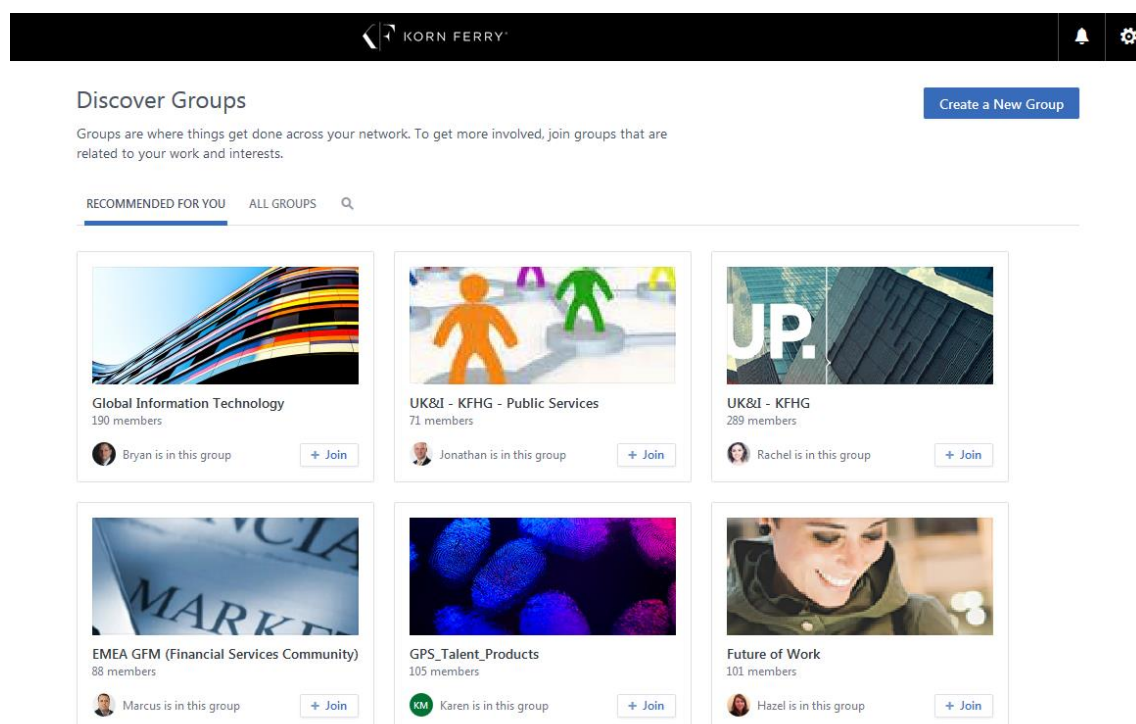 KORN FERRY
Discover Groups
Create a New Group
Groups are where things get done across your network. To get more involved, join groups that are
related to your work and interests.
RECOMMENDED FOR YOU
ALL GROUPS
UP.
Global Information Technology
190 members
Bryan is in this group
+ Join
UK&I - KFHG - Public Services
71 members
Jonathan is in this group
+ Join
UK&I - KFHG
289 members
Rachel is in this group
+ Join
NCIA
MARKE
EMEA GFM (Financial Services Community)
88 members
Marcus is in this group
+ Join
GPS_Talent_Products
105 members
KM
Karen is in this group
+ Join
Future of Work
101 members
Hazel is in this group
+ Join